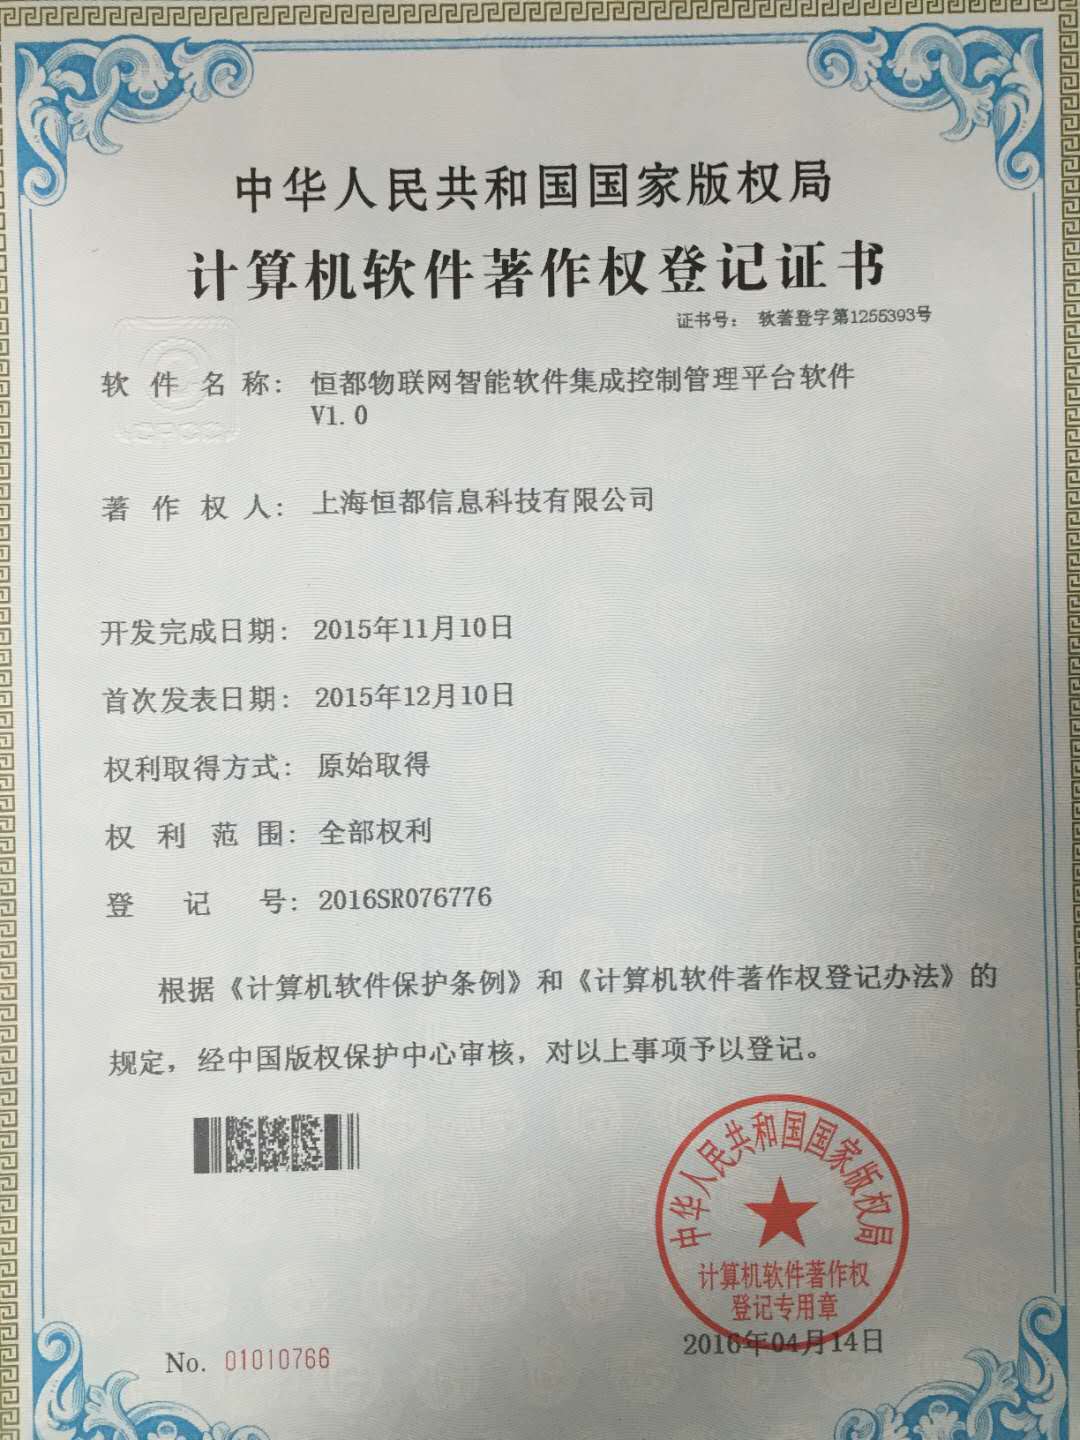 中华人民共和国国家版权局
计算机软件著作权登记证书
证书号： 软著登字第1255393号
软件名称： 恒都物联网智能软件集成控制管理平台软件
V1.0
CPCC
著作权人： 上海恒都信息科技有限公司
开发完成日期： 2015年11月10日
首次发表日期： 2015年12月10日
权利取得方式： 原始取得
权利范围： 全部权利
登记号： 2016SR076776
根据《计算机软件保护条例》和《计算机软件著作权登记办法》的
规定，经中国版权保护中心审核，对以上事项予以登记。
中华人民共和国国家版权局
计算机软件著作权
登记专用章
2016年04月14日
No. 01010766